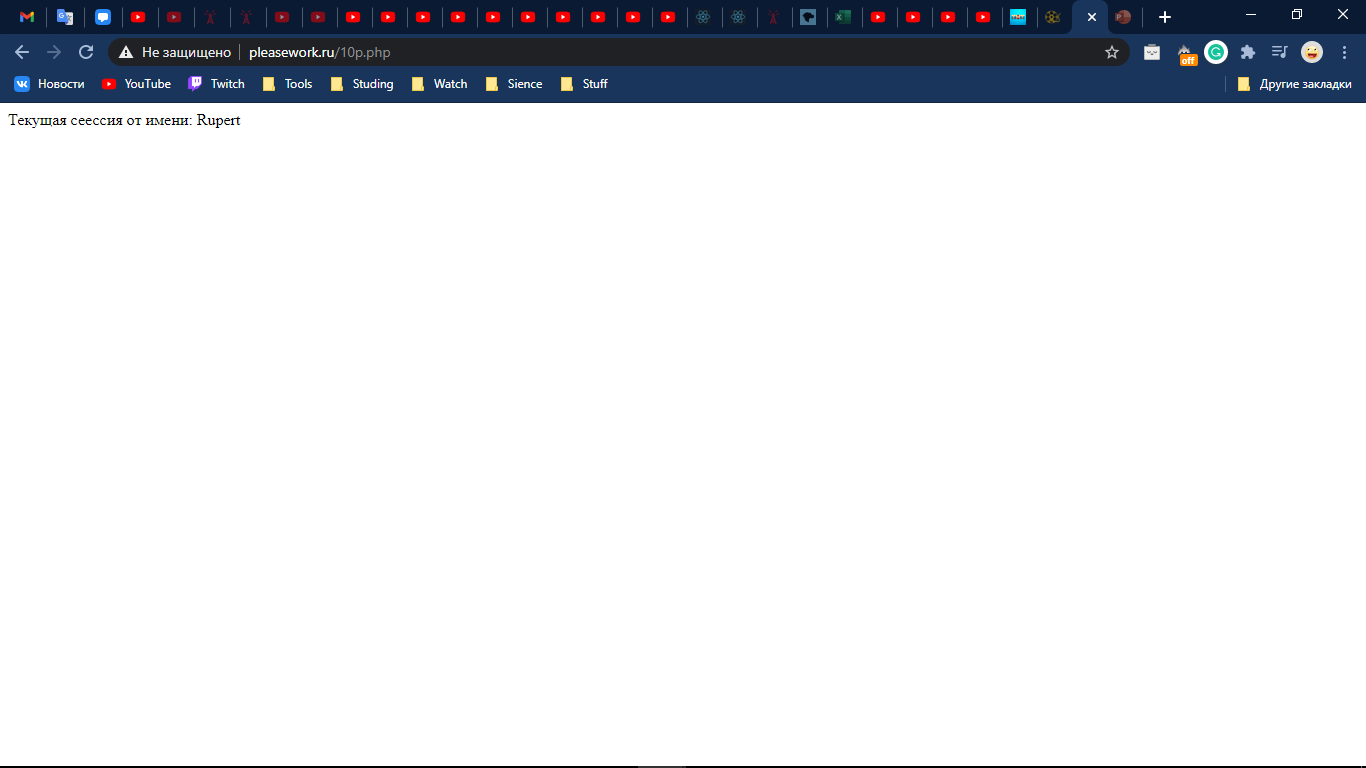 Не защищено pleasework.ru/10p.php
off
Новости YouTube Twitch Tools Studing Watch Sience Stuff Другие закладки
Текущая сеессия от имени: Rupert